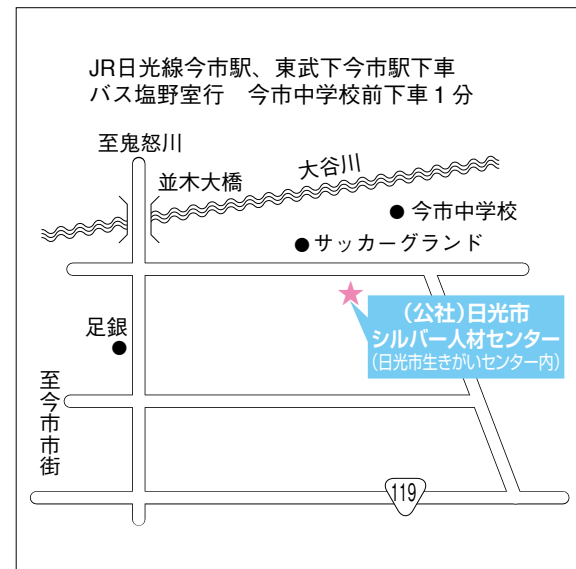 JR日光線今市駅、東武下今市駅下車
バス塩野室行　今市中学校前下車1分
至鬼怒川
並木大橋
大谷川
今市中学校
サッカーグランド
(公社)日光市
シルバー人材センター
(日光市生きがいセンター内)
足銀
至今市市街
119